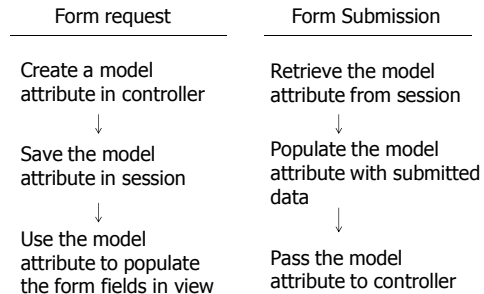 Form request
Create a model
attribute in controller
Save the model
attribute in session
Use the model
attribute to populate
the form fields in view
Form Submission
Retrieve the model
attribute from session
Populate the model
attribute with submitted
data
Pass the model
attribute to controller